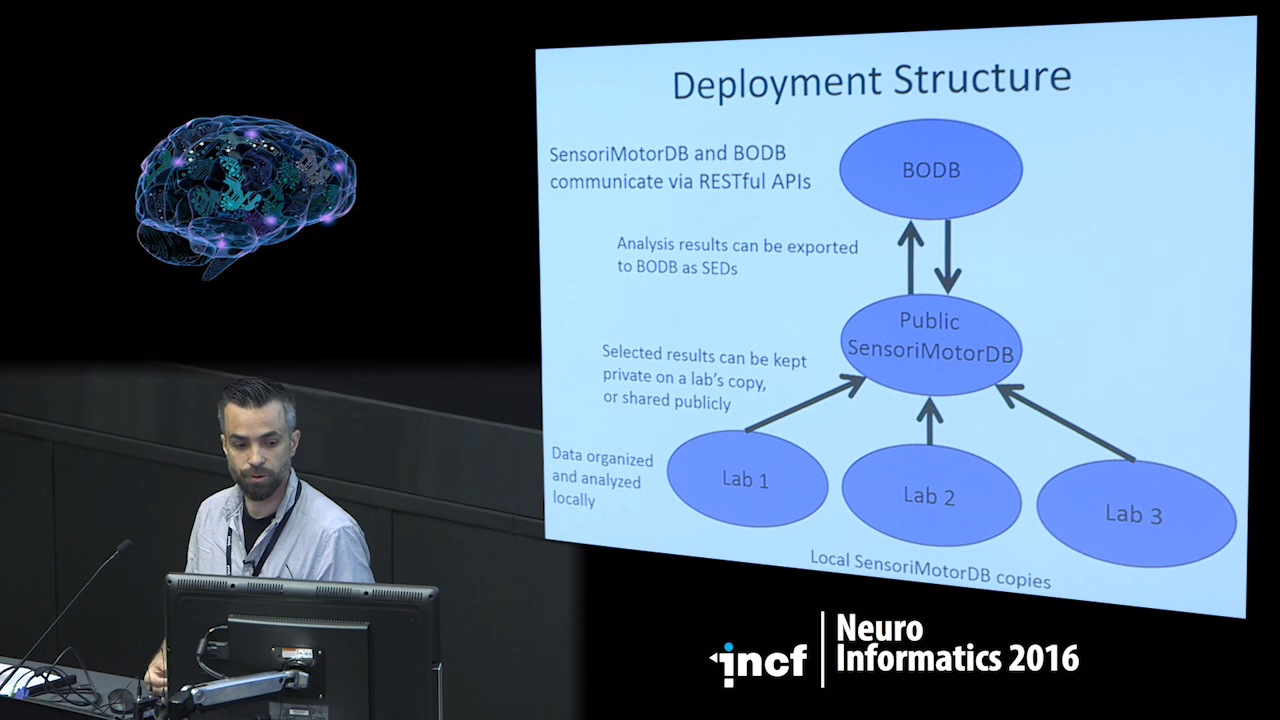 Deployment Structure
SensoriMotorDB and BODB
communicate via RESTful APIs
BODB
Analysis results can be exported
to BODB as SEDs
Public
SensoriMotorDB
Selected results can be kept
private on a lab's copy,
or shared publicly
Data organized
and analyzed
locally
Lab 1
Lab 2
Lab 3
Local SensoriMotorDB copies
incf
Neuro
Informatics 2016